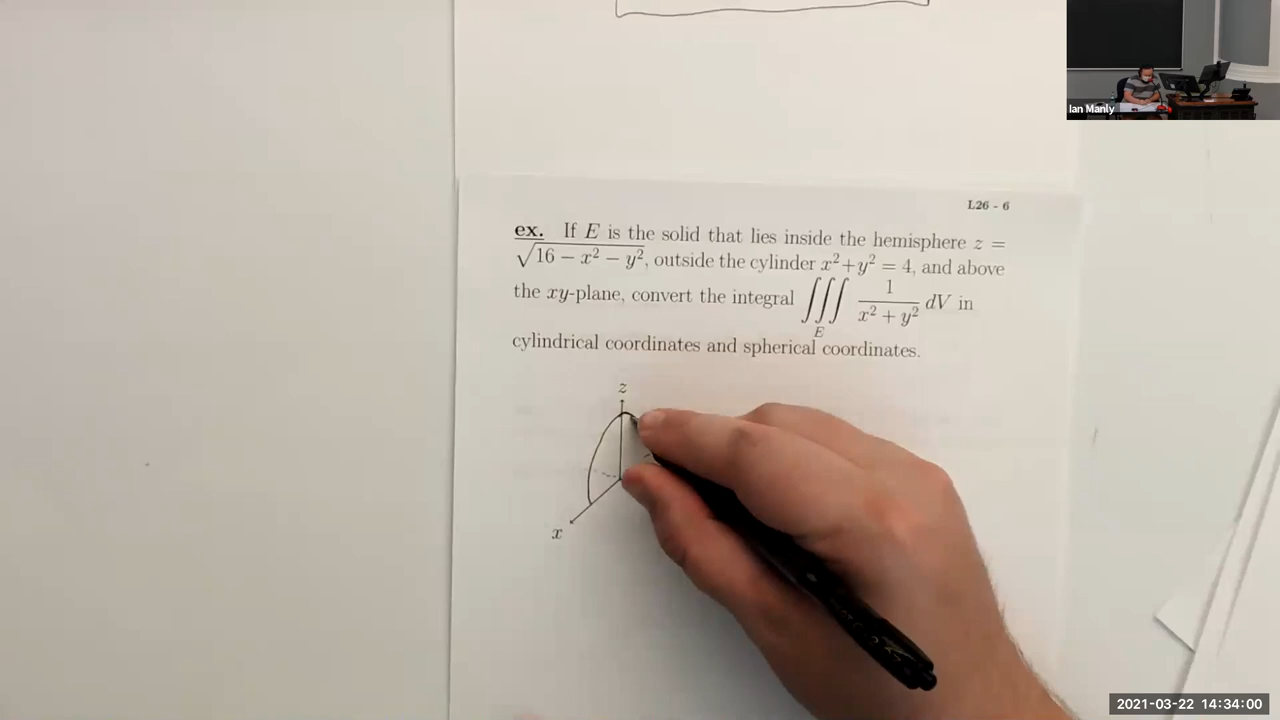 Ian Manly
L26 - 6
ex. If E is the solid that lies inside the hemisphere z =
√(16 − x² − y²), outside the cylinder x²+y² = 4, and above
the xy-plane, convert the integral ∭_E 1/(x² + y²) dV in
cylindrical coordinates and spherical coordinates.
z
x
2021-03-22 14:34:00